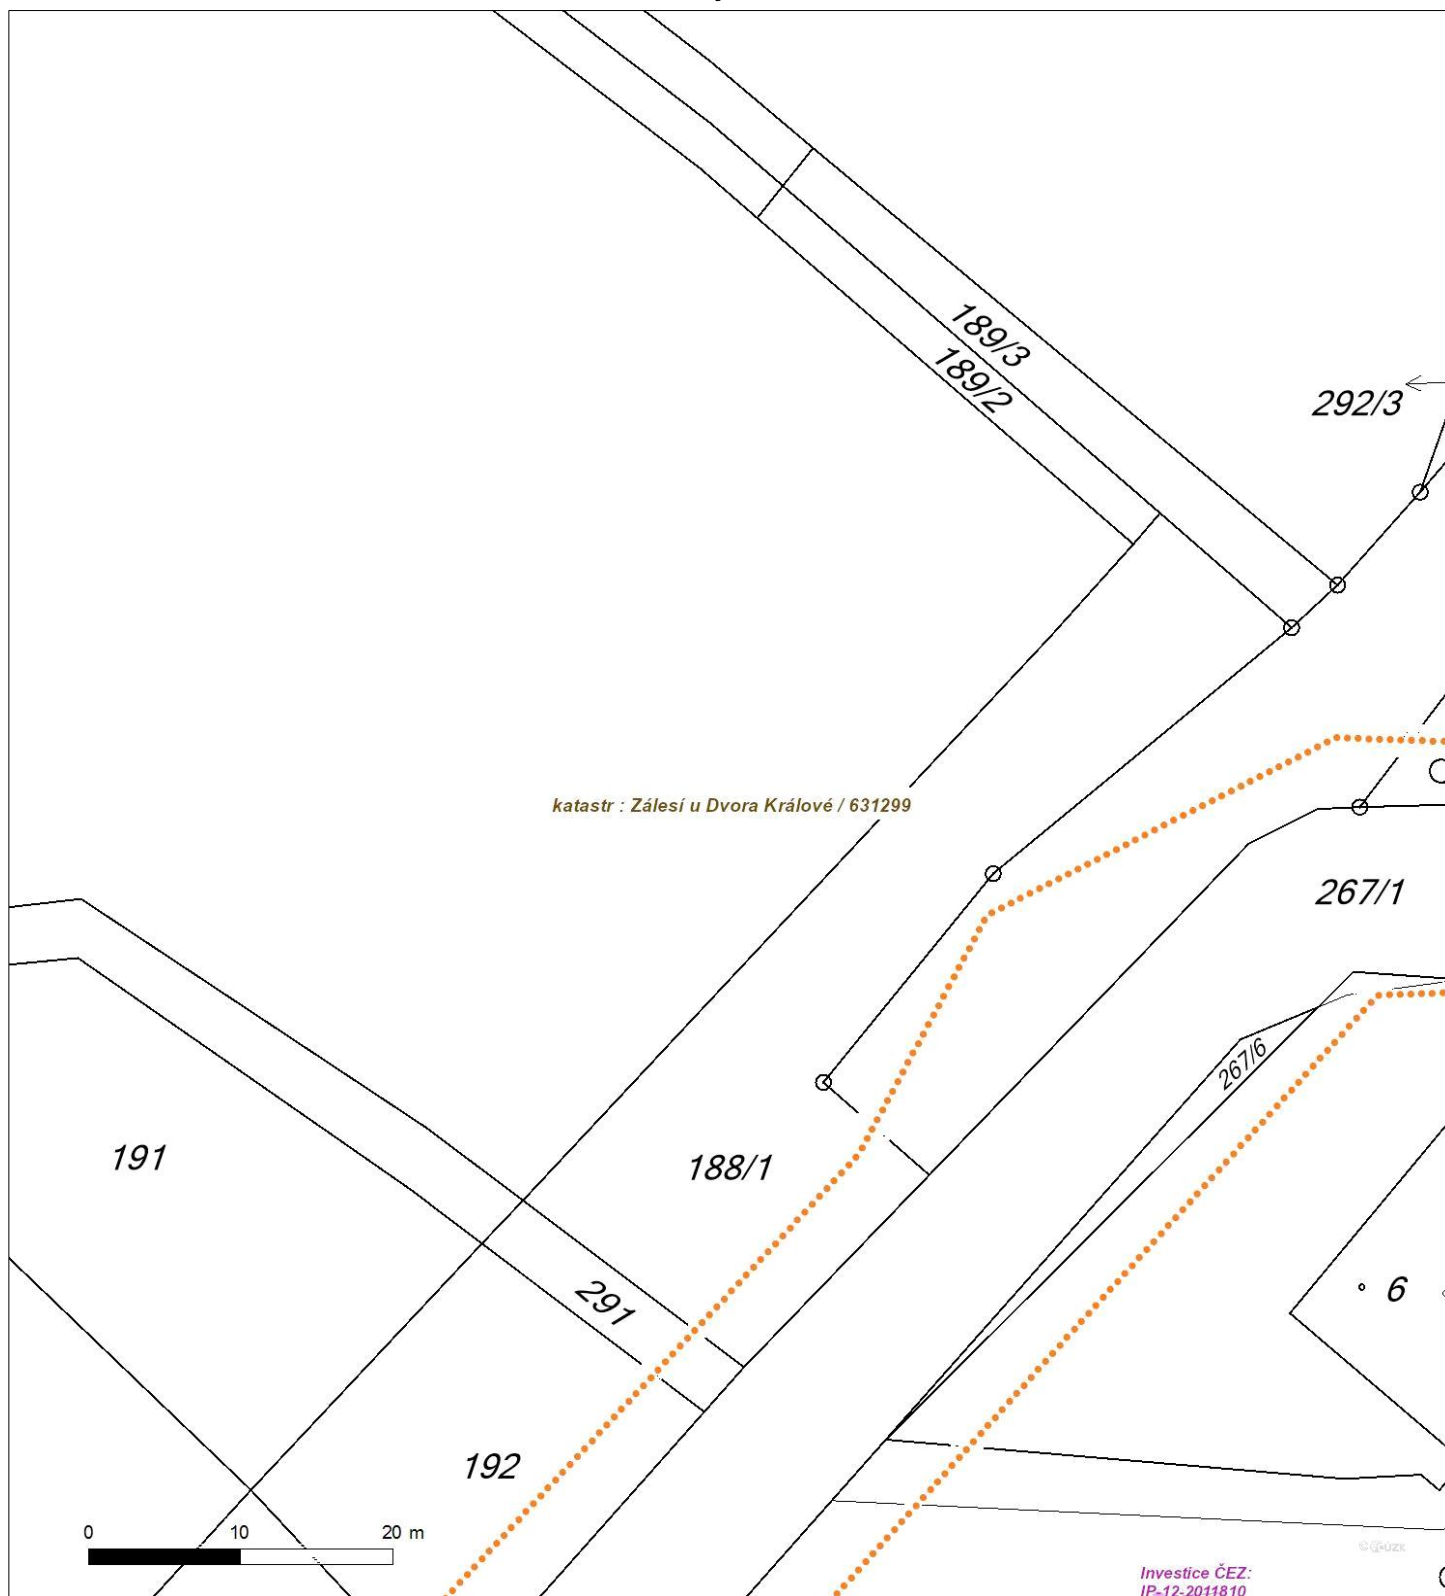 189/3
189/2
292/3
katastr : Zálesí u Dvora Králové / 631299
267/1
267/6
191
188/1
6
291
192
0 10 20 m
Investice ČEZ:
IP-12-2011810